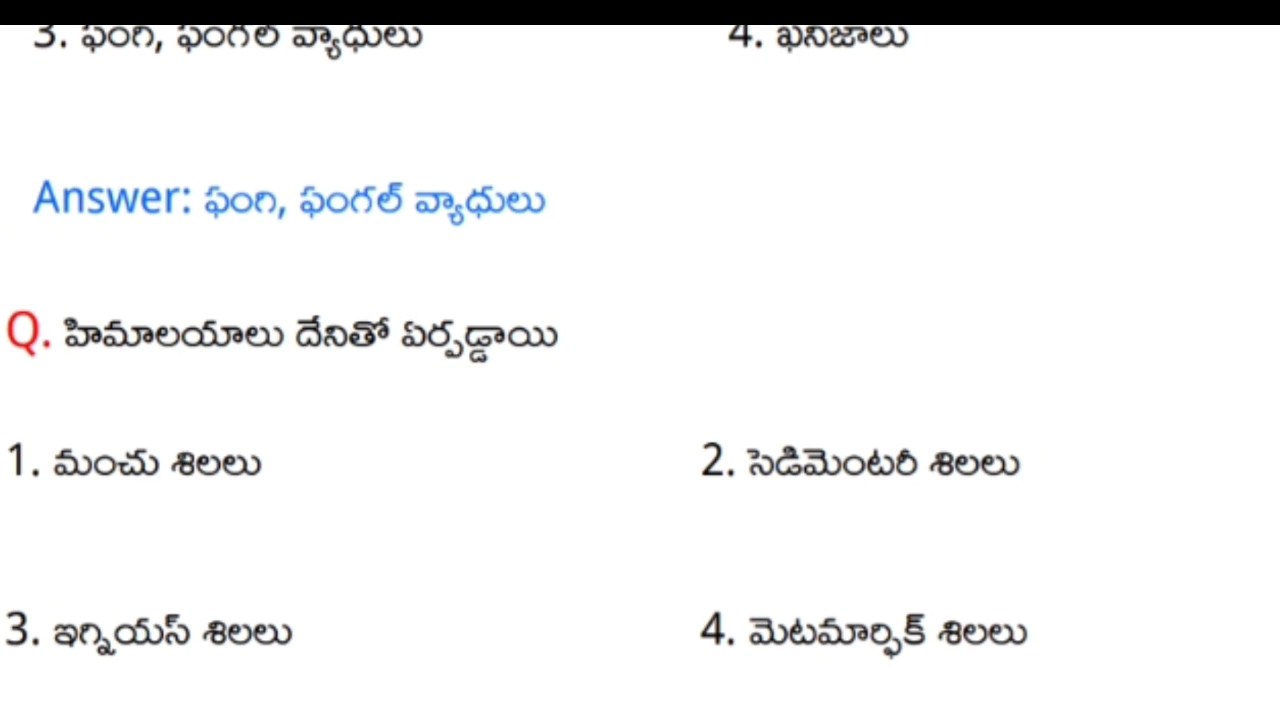 3. ఫంగి, ఫంగల్ వ్యాధులు 4. ఖనిజాలు
Answer: ఫంగి, ఫంగల్ వ్యాధులు
Q. హిమాలయాలు దేనితో ఏర్పడ్డాయి
1. మంచు శిలలు 2. సెడిమెంటరీ శిలలు
3. ఇగ్నియస్ శిలలు 4. మెటమార్ఫిక్ శిలలు